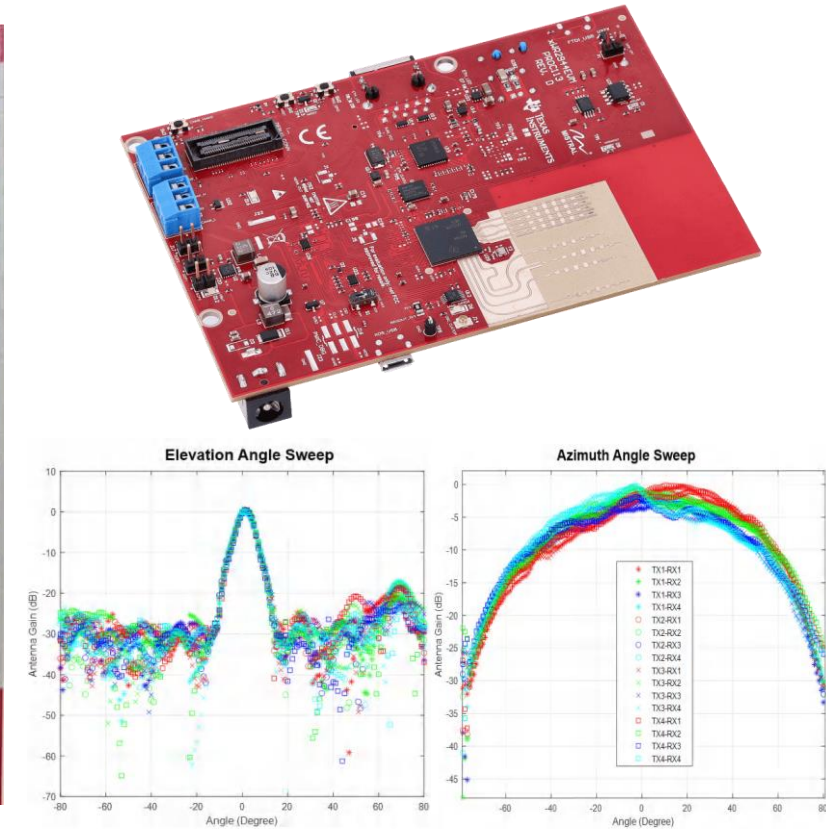 xWR2944EVM
PROC113
REV. D
TEXAS
INSTRUMENTS
MISTRAL
CE
Elevation Angle Sweep
Antenna Gain (dB)
10
0
-10
-20
-30
-40
-50
-60
-70
-80
-60
-40
-20
0
20
40
60
80
Angle (Degree)
Azimuth Angle Sweep
Antenna Gain (dB)
0
-5
-10
-15
-20
-25
-30
-35
-40
-45
TX1-RX1
TX1-RX2
TX1-RX3
TX1-RX4
TX2-RX1
TX2-RX2
TX2-RX3
TX2-RX4
TX3-RX1
TX3-RX2
TX3-RX3
TX3-RX4
TX4-RX1
TX4-RX2
TX4-RX3
TX4-RX4
-60
-40
-20
0
20
40
60
80
Angle (Degree)